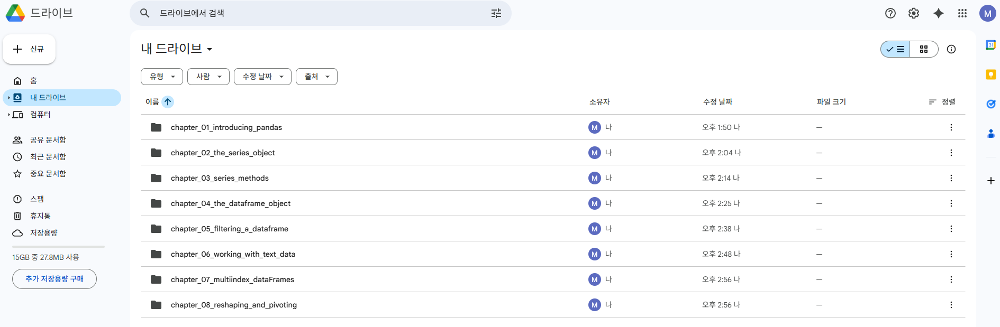 드라이브
드라이브에서 검색
M
신규
홈
내 드라이브
컴퓨터
공유 문서함
최근 문서함
중요 문서함
스팸
휴지통
저장용량
15GB 중 27.8MB 사용
추가 저장용량 구매
내 드라이브
유형 사람 수정 날짜 출처
이름 소유자 수정 날짜 파일 크기 정렬
chapter_01_introducing_pandas M 나 오후 1:50 나 —
chapter_02_the_series_object M 나 오후 2:04 나 —
chapter_03_series_methods M 나 오후 2:14 나 —
chapter_04_the_dataframe_object M 나 오후 2:25 나 —
chapter_05_filtering_a_dataframe M 나 오후 2:38 나 —
chapter_06_working_with_text_data M 나 오후 2:48 나 —
chapter_07_multiindex_dataFrames M 나 오후 2:56 나 —
chapter_08_reshaping_and_pivoting M 나 오후 2:56 나 —
31